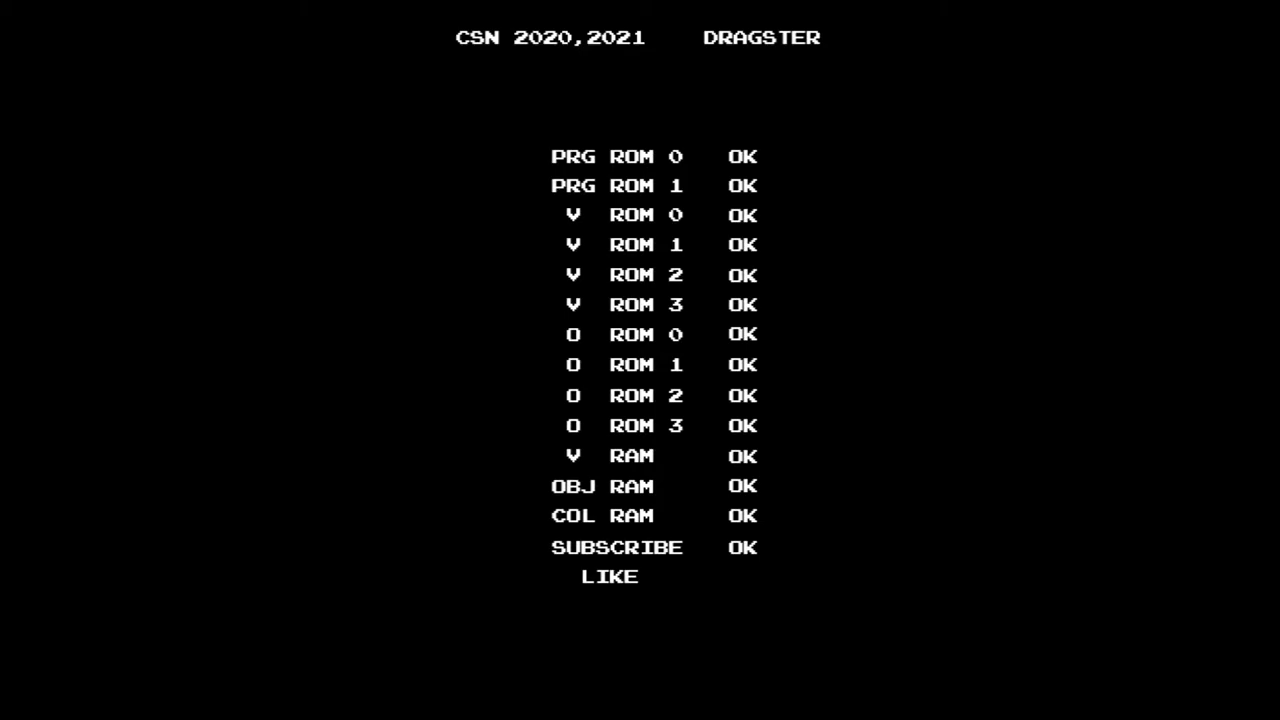 CSN 2020,2021 DRAGSTER
PRG ROM 0 OK
PRG ROM 1 OK
V ROM 0 OK
V ROM 1 OK
V ROM 2 OK
V ROM 3 OK
O ROM 0 OK
O ROM 1 OK
O ROM 2 OK
O ROM 3 OK
V RAM OK
OBJ RAM OK
COL RAM OK
SUBSCRIBE OK
LIKE